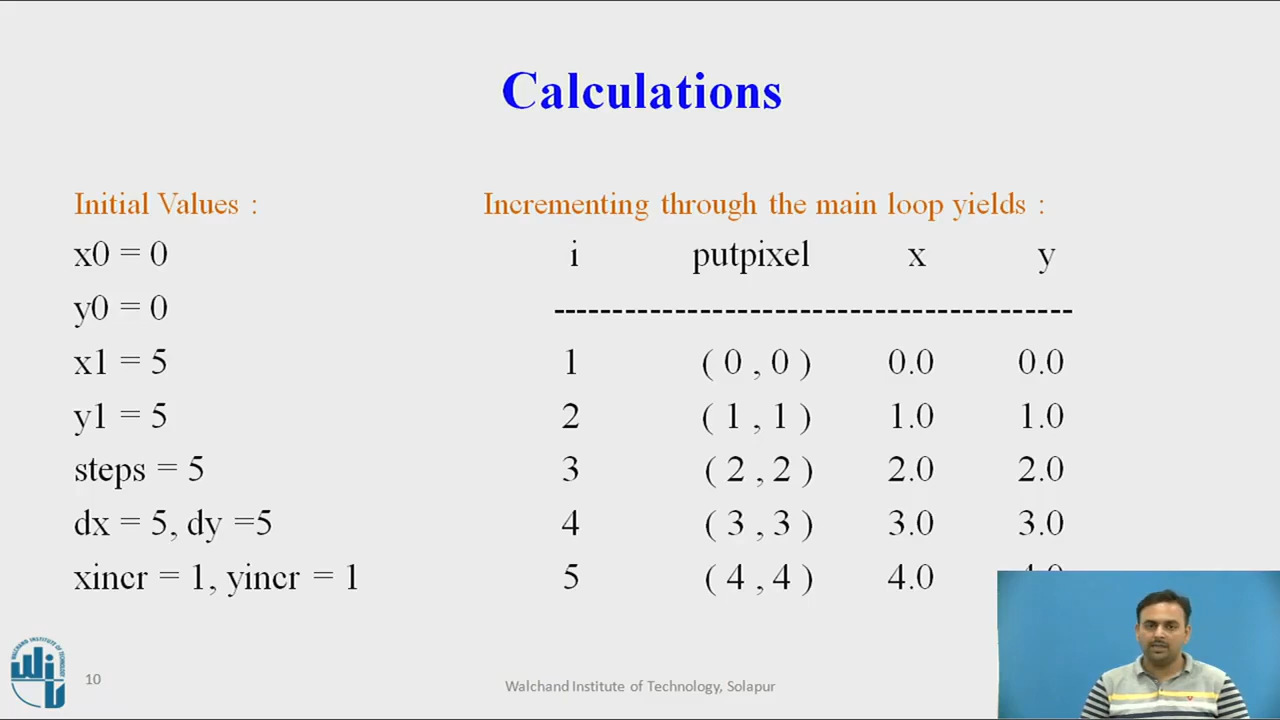 Calculations
Initial Values :
x0 = 0
y0 = 0
x1 = 5
y1 = 5
steps = 5
dx = 5, dy =5
xincr = 1, yincr = 1
Incrementing through the main loop yields :
i putpixel x y
-----------------------------------------
1 ( 0 , 0 ) 0.0 0.0
2 ( 1 , 1 ) 1.0 1.0
3 ( 2 , 2 ) 2.0 2.0
4 ( 3 , 3 ) 3.0 3.0
5 ( 4 , 4 ) 4.0
10
Walchand Institute of Technology, Solapur